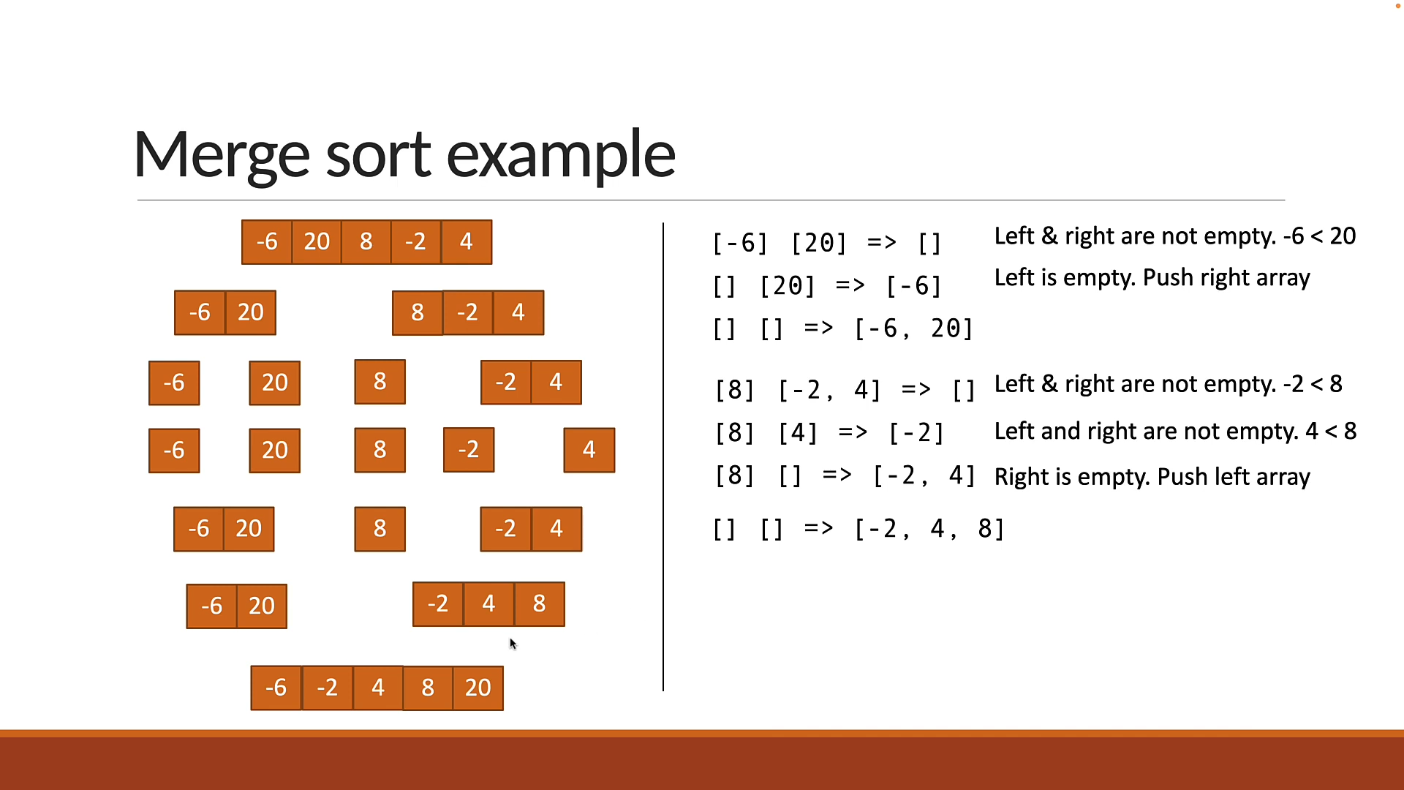 Merge sort example
-6 20 8 -2 4
-6 20 8 -2 4
-6 20 8 -2 4
-6 20 8 -2 4
-6 20 8 -2 4
-6 20 -2 4 8
-6 -2 4 8 20
[-6] [20] => [] Left & right are not empty. -6 < 20
[] [20] => [-6] Left is empty. Push right array
[] [] => [-6, 20]
[8] [-2, 4] => [] Left & right are not empty. -2 < 8
[8] [4] => [-2] Left and right are not empty. 4 < 8
[8] [] => [-2, 4] Right is empty. Push left array
[] [] => [-2, 4, 8]